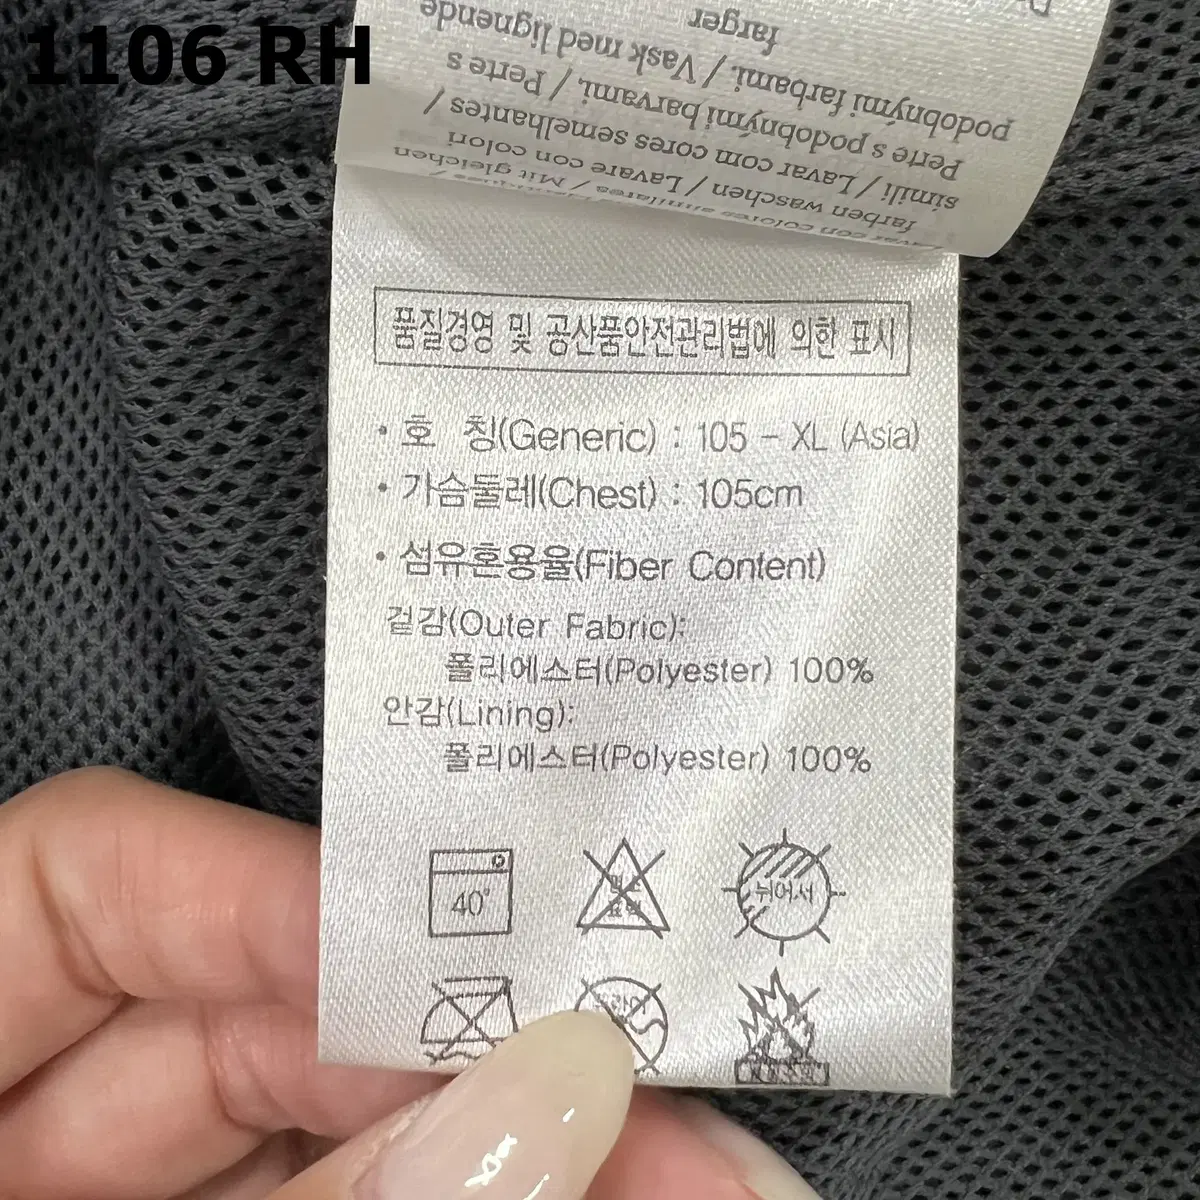 1106 RH
farger
podobnými farbami. / Vask med lignende
Perte s podobnými barvami. / Perte s
simili / Lavar com cores semelhantes /
farben waschen / Lavare con colori
/ Mit gleichen
품질경영 및 공산품안전관리법에 의한 표시
· 호 칭(Generic) : 105 - XL (Asia)
· 가슴둘레(Chest) : 105cm
· 섬유혼용율(Fiber Content)
겉감(Outer Fabric):
폴리에스터(Polyester) 100%
안감(Lining):
폴리에스터(Polyester) 100%
40°
뉘어서